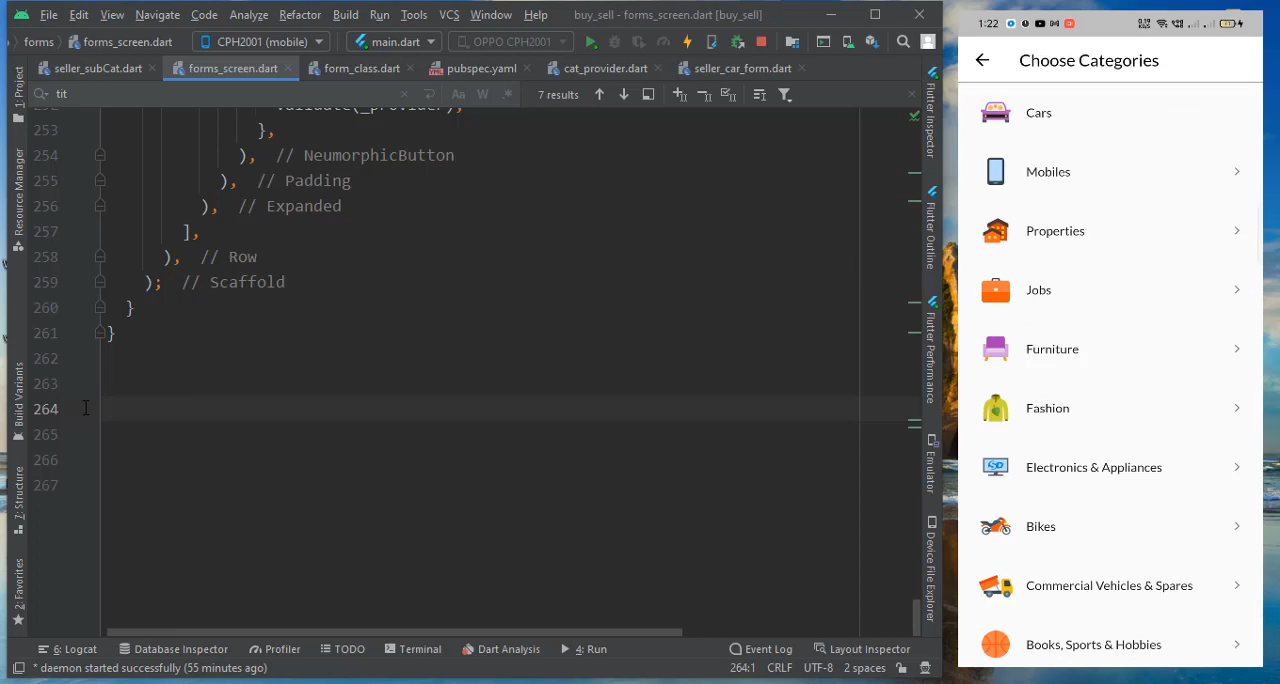 File Edit View Navigate Code Analyze Refactor Build Run Tools VCS Window Help buy_sell - forms_screen.dart [buy_sell]
forms forms_screen.dart CPH2001 (mobile) main.dart OPPO CPH2001
seller_subCat.dart forms_screen.dart form_class.dart pubspec.yaml cat_provider.dart seller_car_form.dart
tit 7 results
validate(_provider);
253 },
254 ), // NeumorphicButton
255 ), // Padding
256 ), // Expanded
257 ],
258 ), // Row
259 ); // Scaffold
260 }
261 }
262
263
264
265
266
267
1: Project
Resource Manager
Build Variants
7: Structure
2: Favorites
Flutter Inspector
Flutter Outline
Flutter Performance
Emulator
Device File Explorer
6: Logcat Database Inspector Profiler TODO Terminal Dart Analysis 4: Run Event Log Layout Inspector
* daemon started successfully (55 minutes ago) 264:1 CRLF UTF-8 2 spaces
1:22
Choose Categories
Cars
Mobiles
Properties
Jobs
Furniture
Fashion
Electronics & Appliances
Bikes
Commercial Vehicles & Spares
Books, Sports & Hobbies